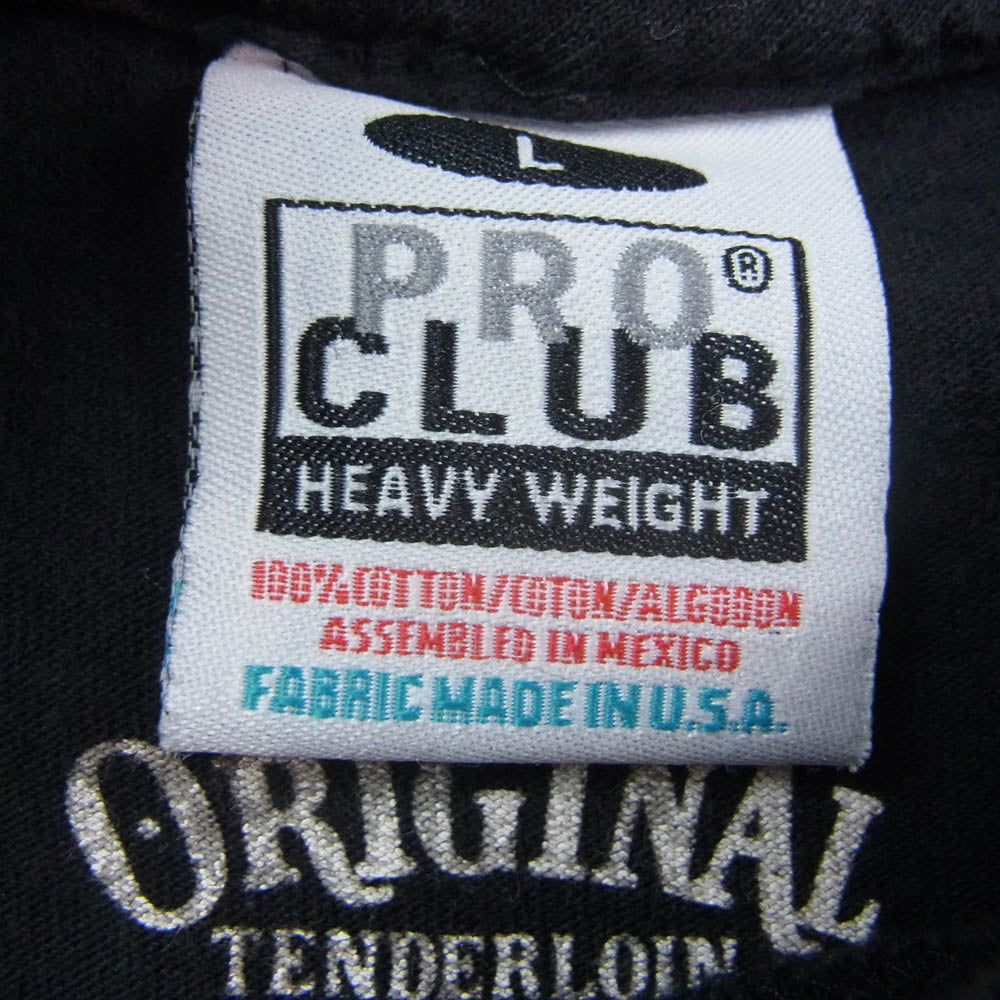 L
PRO®
CLUB
HEAVY WEIGHT
100% COTTON/COTON/ALGODON
ASSEMBLED IN MEXICO
FABRIC MADE IN U.S.A.
ORIGINAL
TENDERLOIN